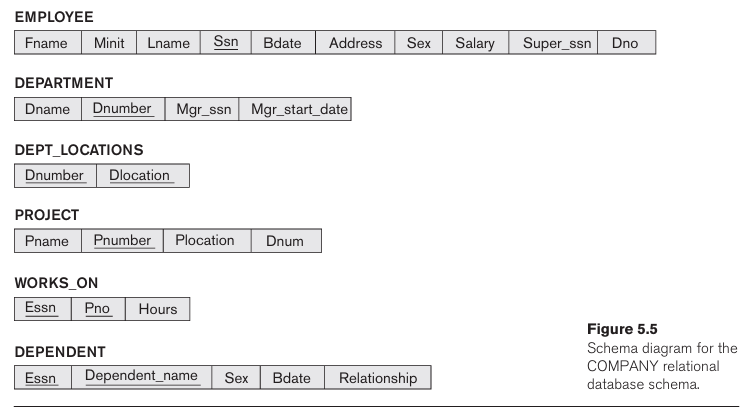 EMPLOYEE
Fname Minit Lname Ssn Bdate Address Sex Salary Super_ssn Dno
DEPARTMENT
Dname Dnumber Mgr_ssn Mgr_start_date
DEPT_LOCATIONS
Dnumber Dlocation
PROJECT
Pname Pnumber Plocation Dnum
WORKS_ON
Essn Pno Hours
DEPENDENT
Essn Dependent_name Sex Bdate Relationship
Figure 5.5
Schema diagram for the
COMPANY relational
database schema.